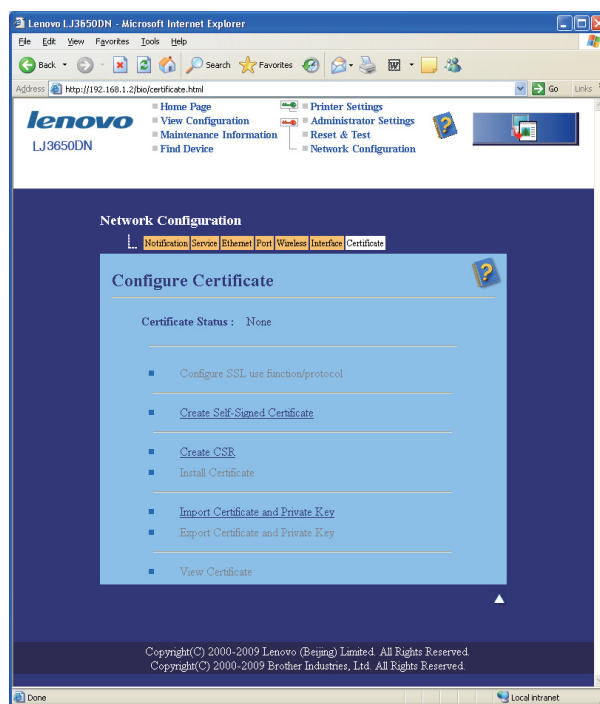 Lenovo LJ3650DN - Microsoft Internet Explorer
File Edit View Favorites Tools Help
Back Search Favorites
Address http://192.168.1.2/bio/certificate.html Go Links
lenovo
LJ3650DN
Home Page
View Configuration
Maintenance Information
Find Device
Printer Settings
Administrator Settings
Reset & Test
Network Configuration
Network Configuration
Notification Service Ethernet Port Wireless Interface Certificate
Configure Certificate
Certificate Status : None
Configure SSL use function/protocol
Create Self-Signed Certificate
Create CSR
Install Certificate
Import Certificate and Private Key
Export Certificate and Private Key
View Certificate
Copyright(C) 2000-2009 Lenovo (Beijing) Limited. All Rights Reserved.
Copyright(C) 2000-2009 Brother Industries, Ltd. All Rights Reserved.
Done Local intranet